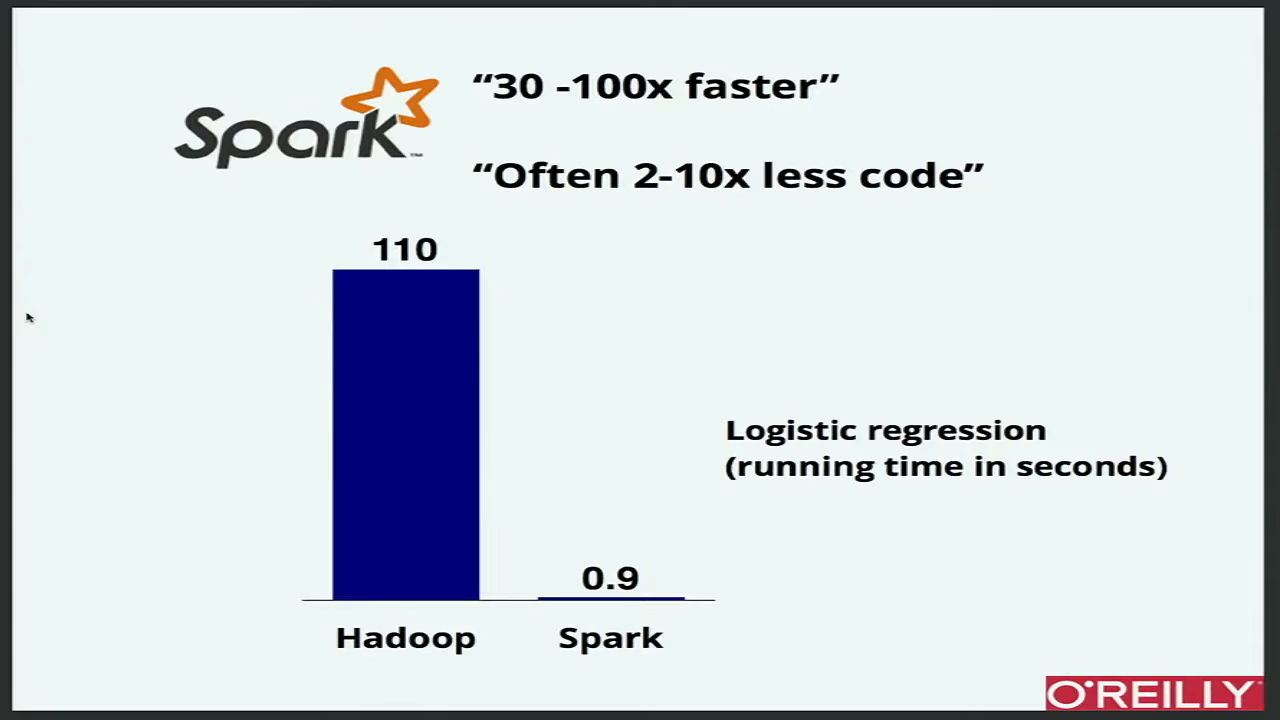 Spark™
“30 -100x faster”
“Often 2-10x less code”
110
0.9
Hadoop
Spark
Logistic regression
(running time in seconds)
O'REILLY®